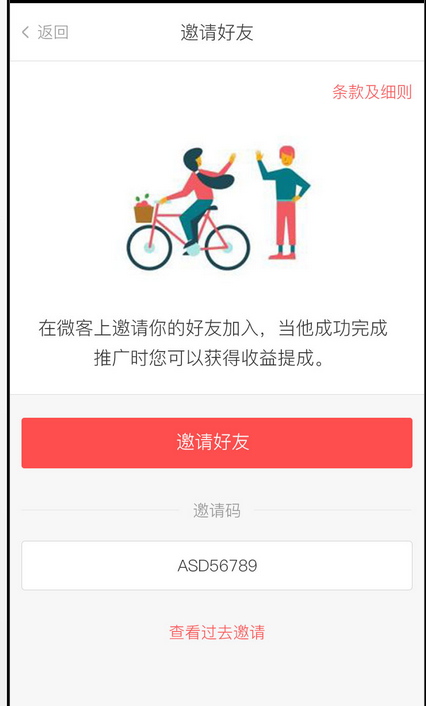 返回
邀请好友
条款及细则
在微客上邀请你的好友加入，当他成功完成
推广时您可以获得收益提成。
邀请好友
邀请码
ASD56789
查看过去邀请